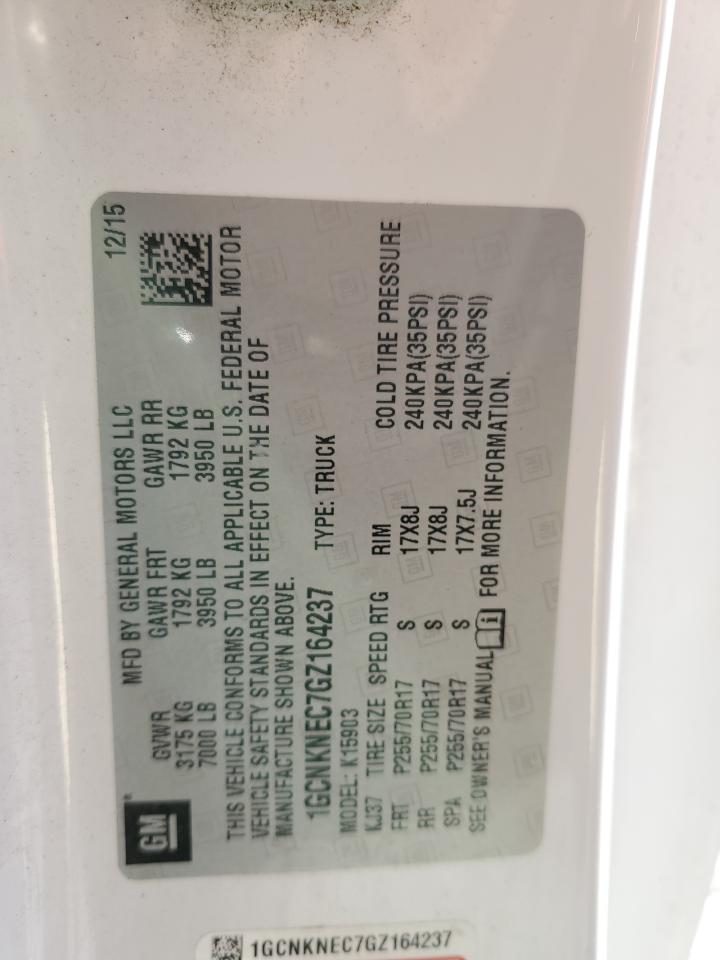 GM
MFD BY GENERAL MOTORS LLC 12/15
GVWR GAWR FRT GAWR RR
3175 KG 1792 KG 1792 KG
7000 LB 3950 LB 3950 LB
THIS VEHICLE CONFORMS TO ALL APPLICABLE U.S. FEDERAL MOTOR
VEHICLE SAFETY STANDARDS IN EFFECT ON THE DATE OF
MANUFACTURE SHOWN ABOVE.
1GCNKNEC7GZ164237 TYPE: TRUCK
MODEL: K15903
KJ37 TIRE SIZE SPEED RTG RIM COLD TIRE PRESSURE
FRT P255/70R17 S 17X8J 240KPA(35PSI)
RR P255/70R17 S 17X8J 240KPA(35PSI)
SPA P255/70R17 S 17X7.5J 240KPA(35PSI)
SEE OWNER'S MANUAL i FOR MORE INFORMATION.
1GCNKNEC7GZ164237